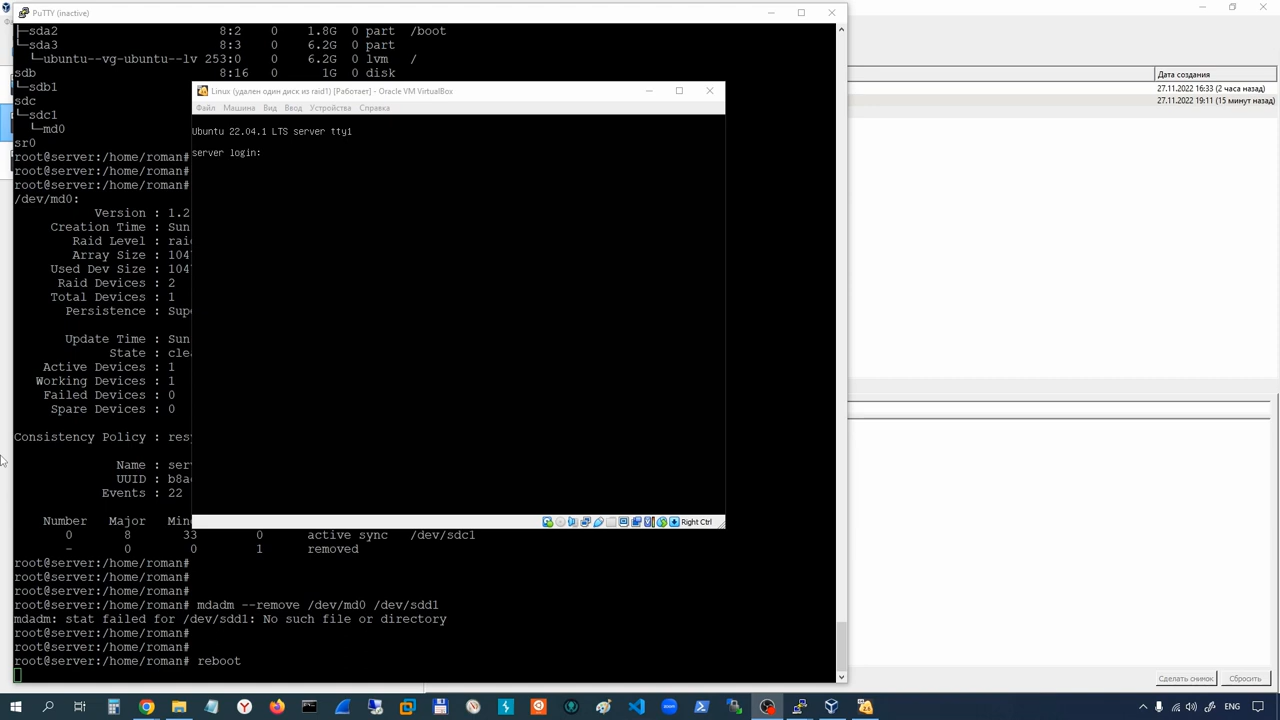 PuTTY (inactive)
├─sda2 8:2 0 1.8G 0 part /boot
└─sda3 8:3 0 6.2G 0 part
└─ubuntu--vg-ubuntu--lv 253:0 0 6.2G 0 lvm /
sdb 8:16 0 1G 0 disk
└─sdb1
sdc
└─sdc1
└─md0
sr0
root@server:/home/roman#
root@server:/home/roman#
root@server:/home/roman#
/dev/md0:
Version : 1.2
Creation Time : Sun
Raid Level :
Array Size :
Used Dev Size :
Raid Devices : 2
Total Devices : 1
Persistence :
Update Time : Sun
State :
Active Devices : 1
Working Devices : 1
Failed Devices : 0
Spare Devices : 0
Consistency Policy :
Name :
UUID :
Events : 22
Number Major
0 8 33 0 active sync /dev/sdc1
- 0 0 1 removed
root@server:/home/roman#
root@server:/home/roman#
root@server:/home/roman#
root@server:/home/roman# mdadm --remove /dev/md0 /dev/sdd1
mdadm: stat failed for /dev/sdd1: No such file or directory
root@server:/home/roman#
root@server:/home/roman#
root@server:/home/roman# reboot
Linux (удален один диск из raid1) [Работает] - Oracle VM VirtualBox
Файл Машина Вид Ввод Устройства Справка
Ubuntu 22.04.1 LTS server tty1
server login:
Right Ctrl
Дата создания
27.11.2022 16:33 (2 часа назад)
27.11.2022 19:11 (15 минут назад)
Сделать снимок
Сбросить